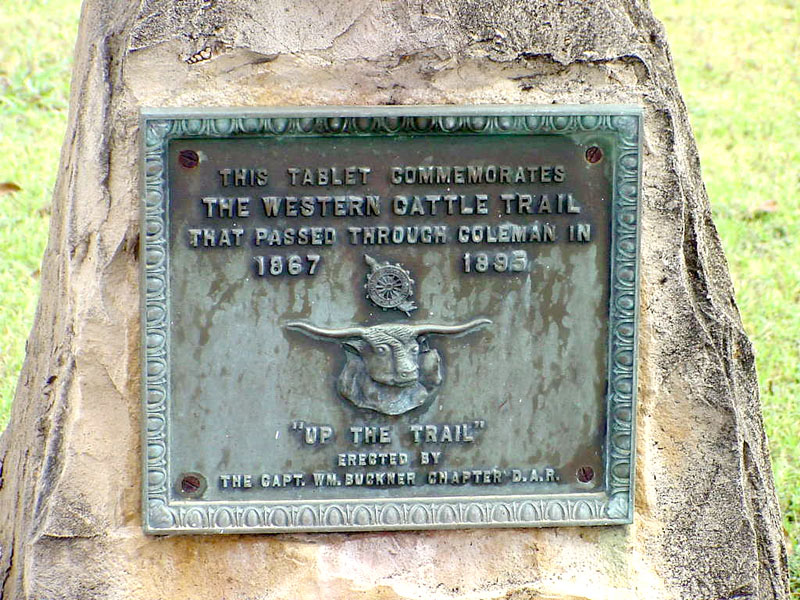 THIS TABLET COMMEMORATES
THE WESTERN CATTLE TRAIL
THAT PASSED THROUGH COLEMAN IN
1867 1895
"UP THE TRAIL"
ERECTED BY
THE CAPT. WM. BUCKNER CHAPTER D.A.R.